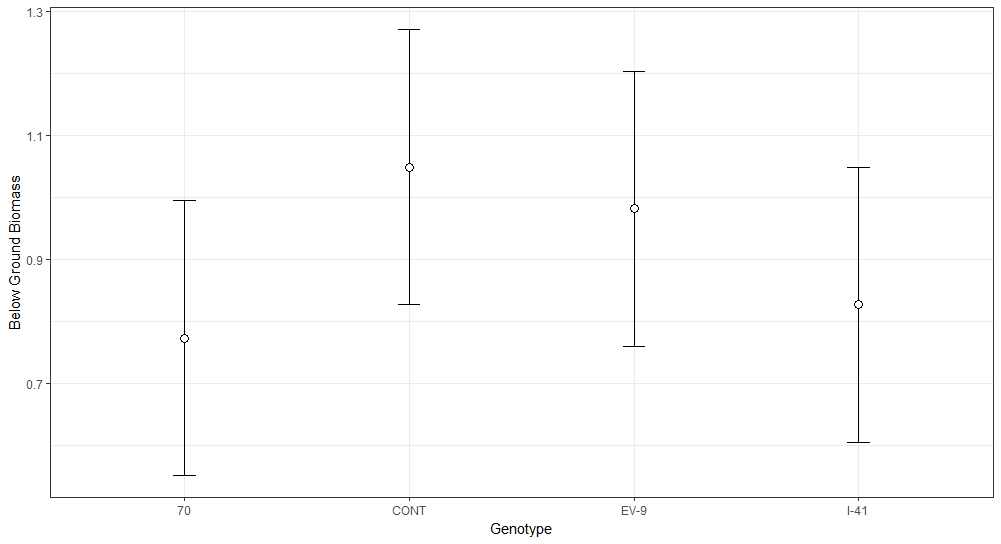 1.3
1.1
0.9
0.7
Below Ground Biomass
70 CONT EV-9 I-41
Genotype